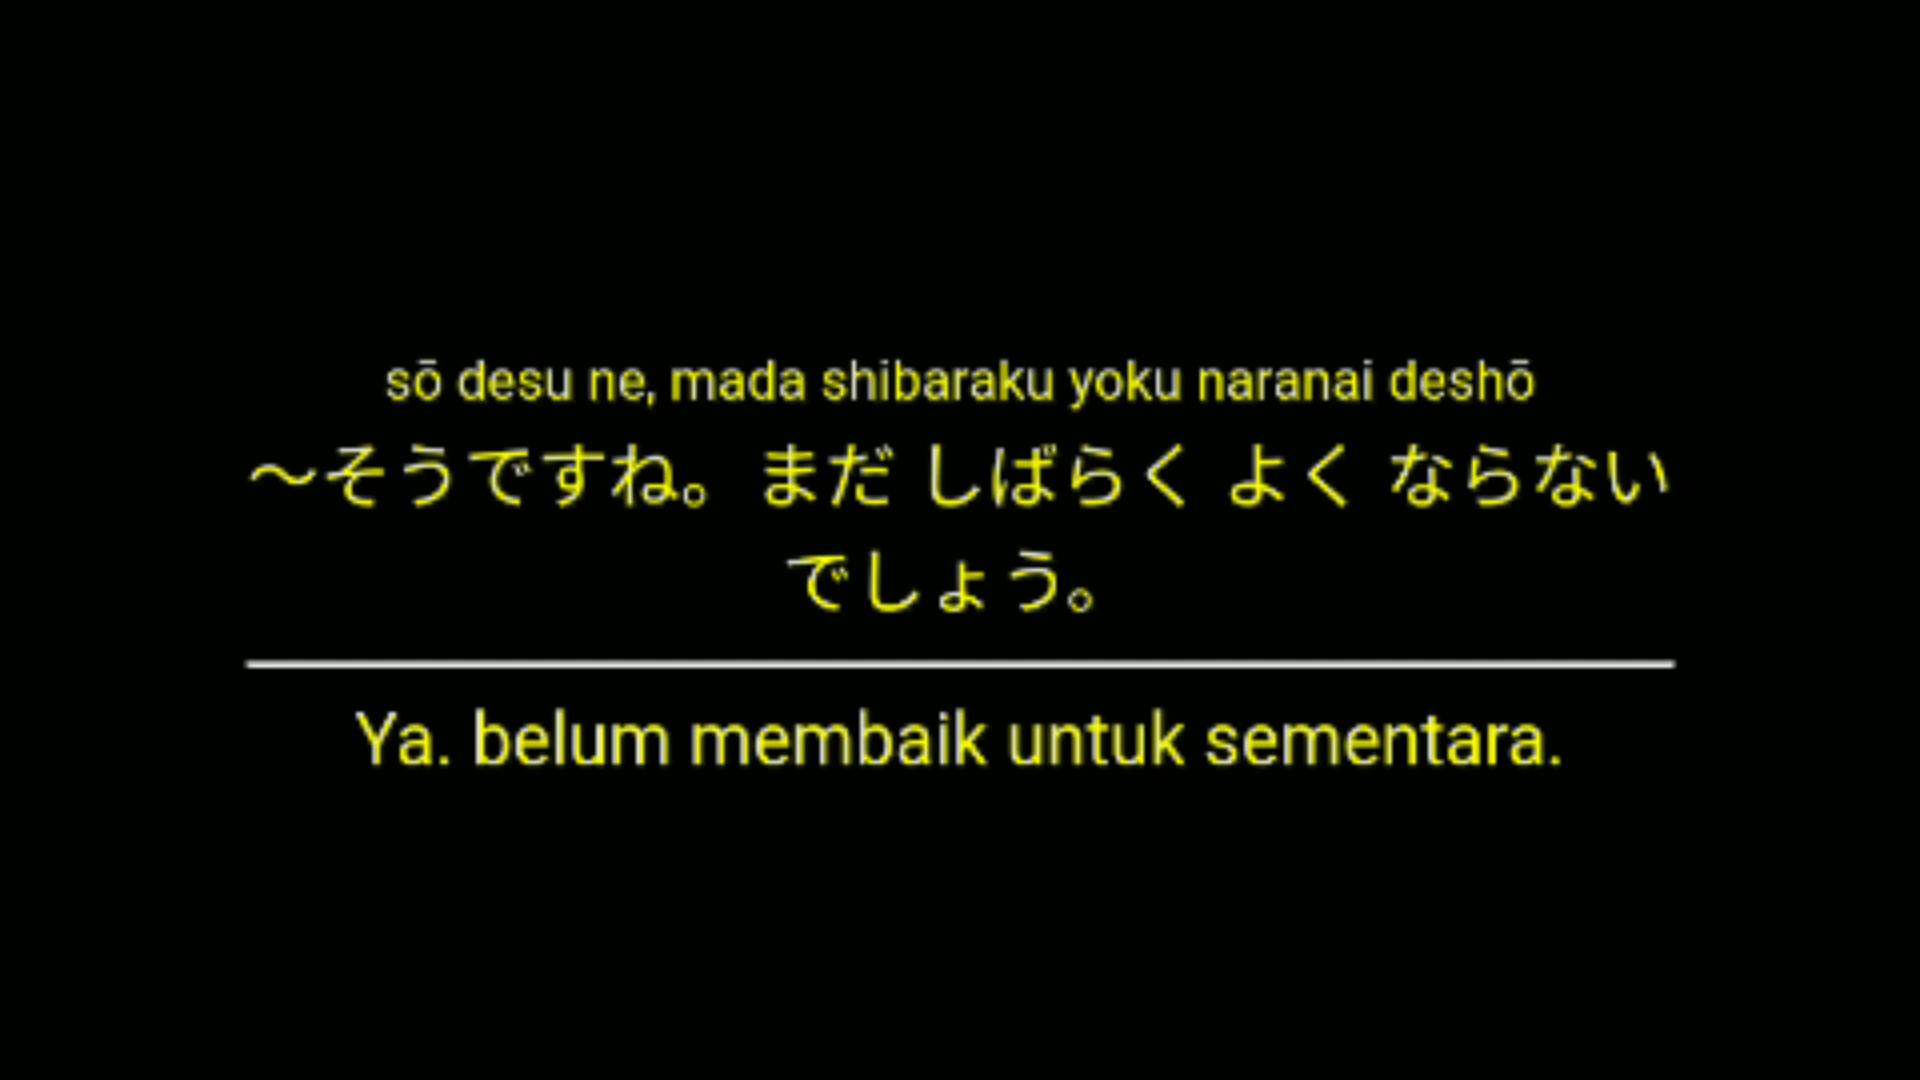 sō desu ne, mada shibaraku yoku naranai deshō
～そうですね。まだ しばらく よく ならない
でしょう。
Ya. belum membaik untuk sementara.